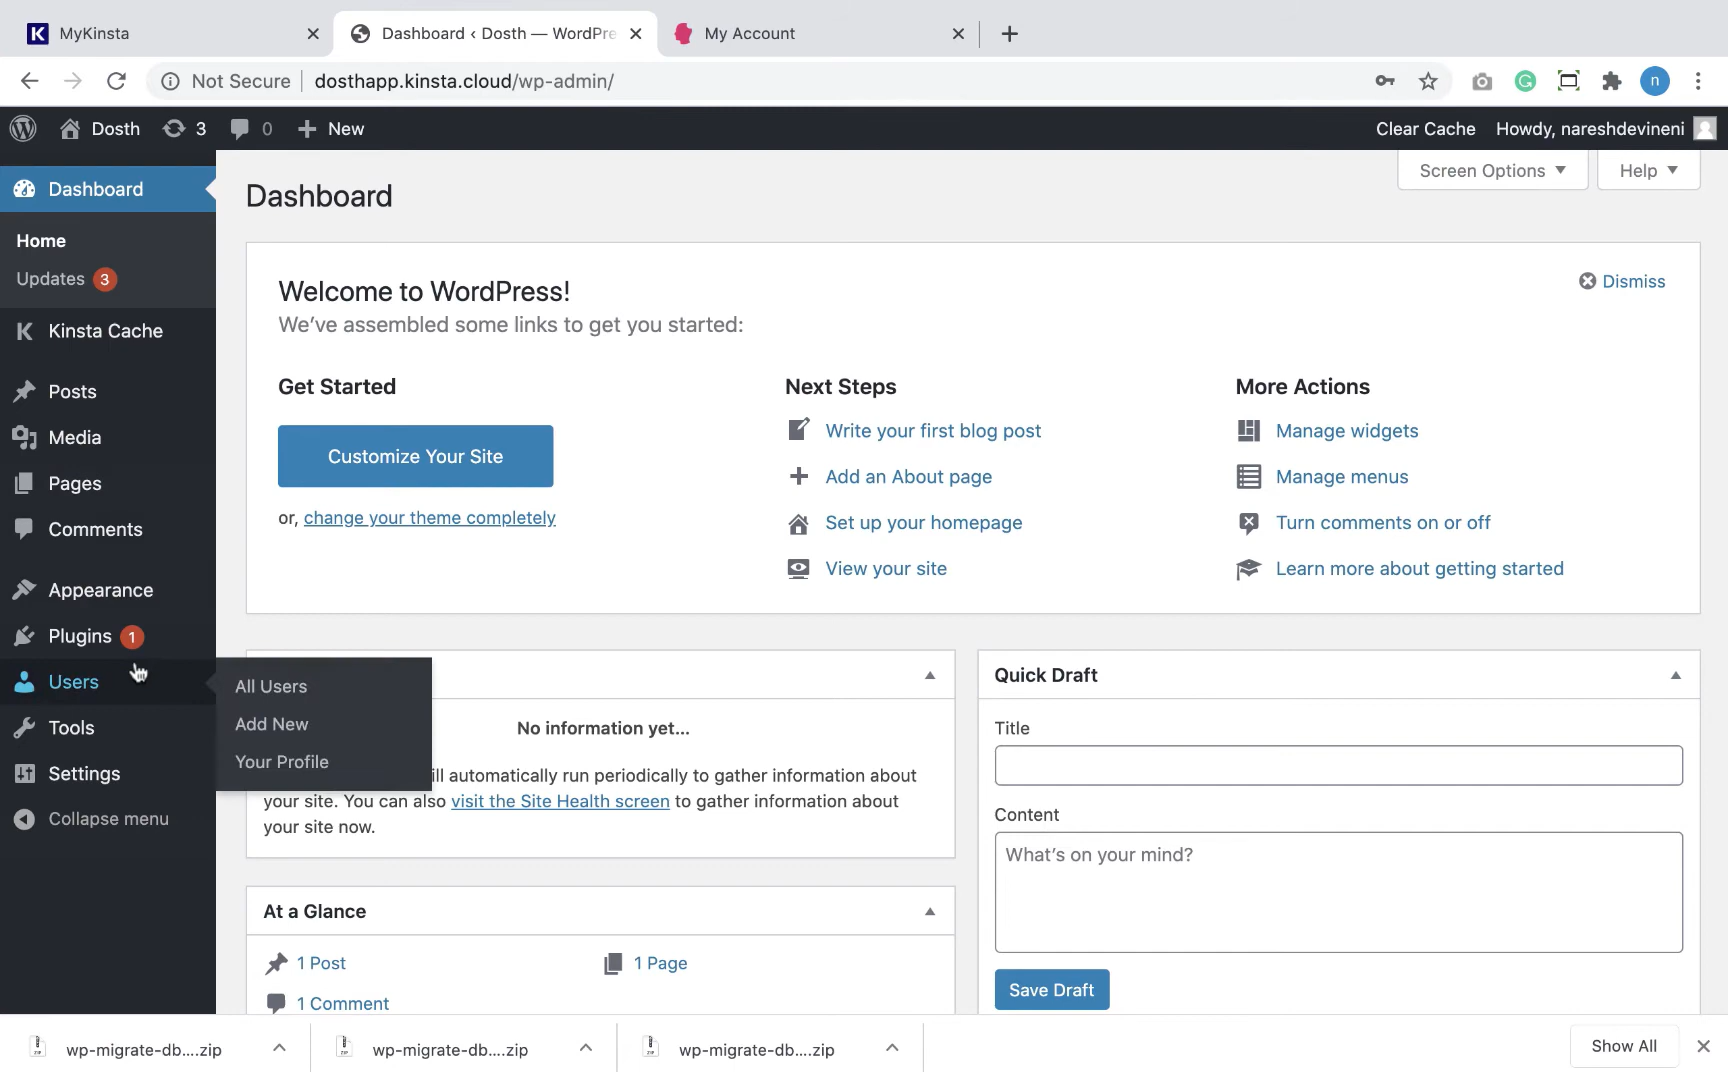 MyKinsta
Dashboard ‹ Dosth — WordPre
My Account
Not Secure
dosthapp.kinsta.cloud/wp-admin/
n
Dosth
3
0
New
Clear Cache
Howdy, nareshdevineni
Dashboard
Home
Updates 3
Kinsta Cache
Posts
Media
Pages
Comments
Appearance
Plugins 1
Users
Tools
Settings
Collapse menu
All Users
Add New
Your Profile
Screen Options
Help
Dashboard
Welcome to WordPress!
We've assembled some links to get you started:
Dismiss
Get Started
Customize Your Site
or, change your theme completely
Next Steps
Write your first blog post
Add an About page
Set up your homepage
View your site
More Actions
Manage widgets
Manage menus
Turn comments on or off
Learn more about getting started
No information yet...
ll automatically run periodically to gather information about
your site. You can also visit the Site Health screen to gather information about
your site now.
At a Glance
1 Post
1 Page
1 Comment
Quick Draft
Title
Content
What's on your mind?
Save Draft
wp-migrate-db....zip
wp-migrate-db....zip
wp-migrate-db....zip
Show All